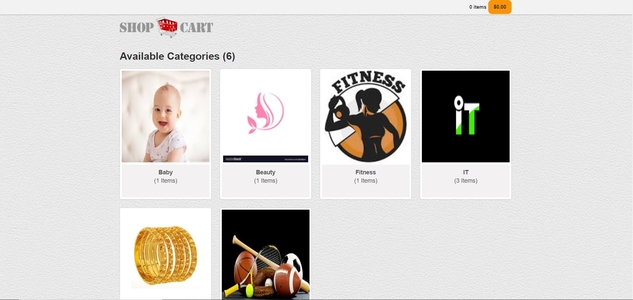 0 Items $0.00
SHOP CART
Available Categories (6)
FITNESS
iT
Baby
(1 Items)
Beauty
(1 Items)
Fitness
(1 Items)
IT
(3 Items)